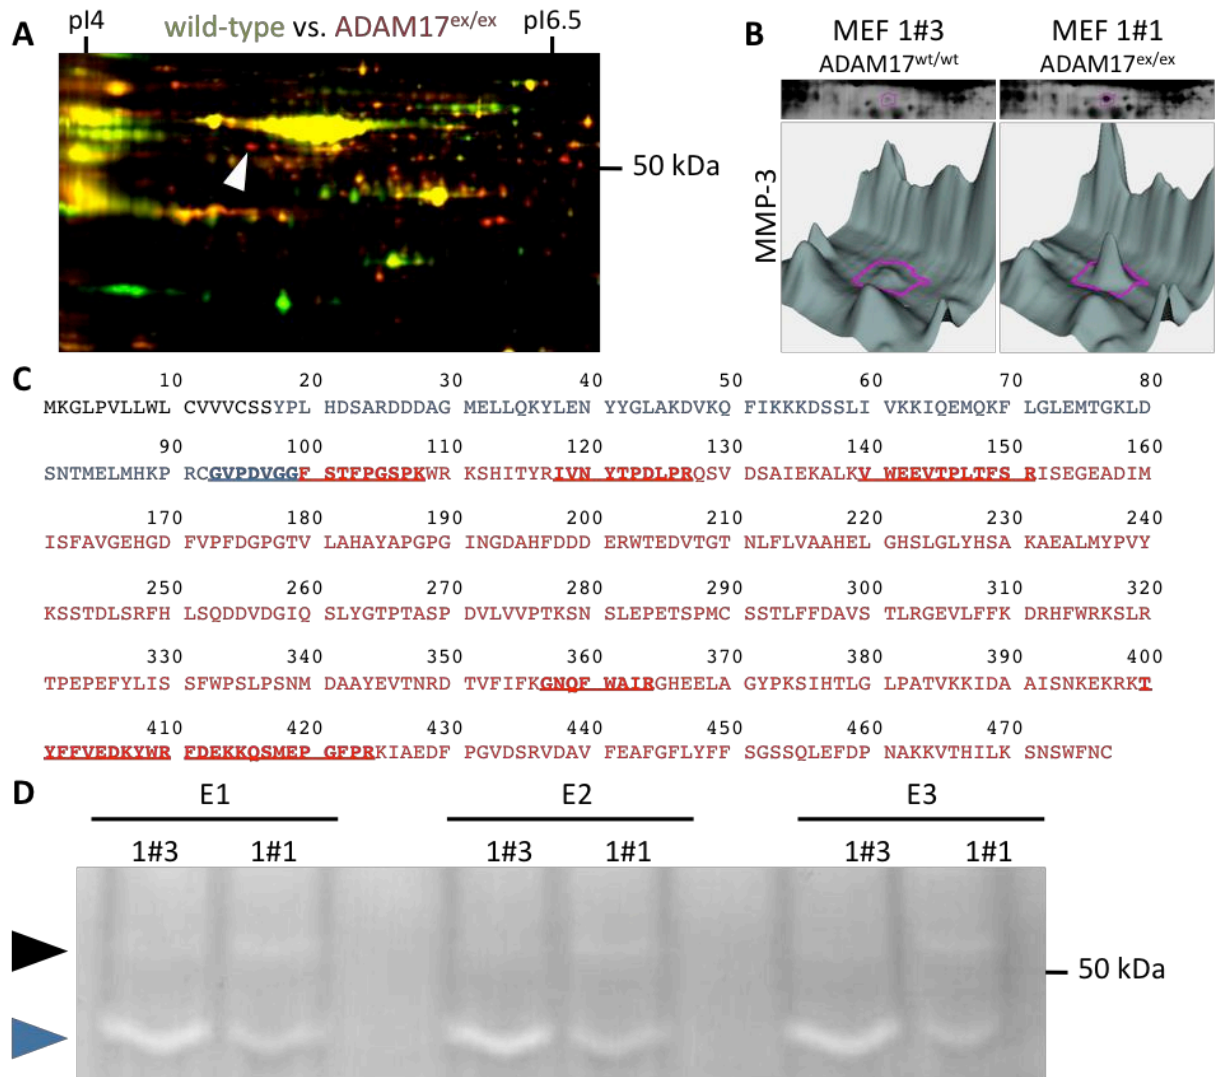 A
pI4
wild-type vs. ADAM17ex/ex
pI6.5
50 kDa
B
MEF 1#3
ADAM17wt/wt
MEF 1#1
ADAM17ex/ex
MMP-3
C
10 20 30 40 50 60 70 80
MKGLPVLLWL CVVVCSSYPL HDSARDDDAG MELLQKYLEN YYGLAKDVKQ FIKKKDSSLI VKKIQEMQKF LGLEMTGKLD
90 100 110 120 130 140 150 160
SNTMELMHKP RCGVPDVGGF STFPGSPKWR KSHITYRIVN YTPDLPRQSV DSAIEKALKV WEEVTPLTFS RISEGEADIM
170 180 190 200 210 220 230 240
ISFAVGEHGD FVPFDGPGTV LAHAYAPGPG INGDAHFDDD ERWTEDVTGT NLFLVAAHEL GHSLGLYHSA KAEALMYPVY
250 260 270 280 290 300 310 320
KSSTDLSRFH LSQDDVDGIQ SLYGTPTASP DVLVVPTKSN SLEPETSPMC SSTLFFDAVS TLRGEVLFFK DRHFWRKSLR
330 340 350 360 370 380 390 400
TPEPEFYLIS SFWPSLPSNM DAAYEVTNRD TVFIFKGNQF WAIRGHEELA GYPKSIHTLG LPATVKKIDA AISNKEKRKT
410 420 430 440 450 460 470
YFFVEDKYWR FDEKKQSMEP GFPRKIAEDF PGVDSRVDAV FEAFGFLYFF SGSSQLEFDP NAKKVTHILK SNSWFNC
D
E1 E2 E3
1#3 1#1 1#3 1#1 1#3 1#1
50 kDa